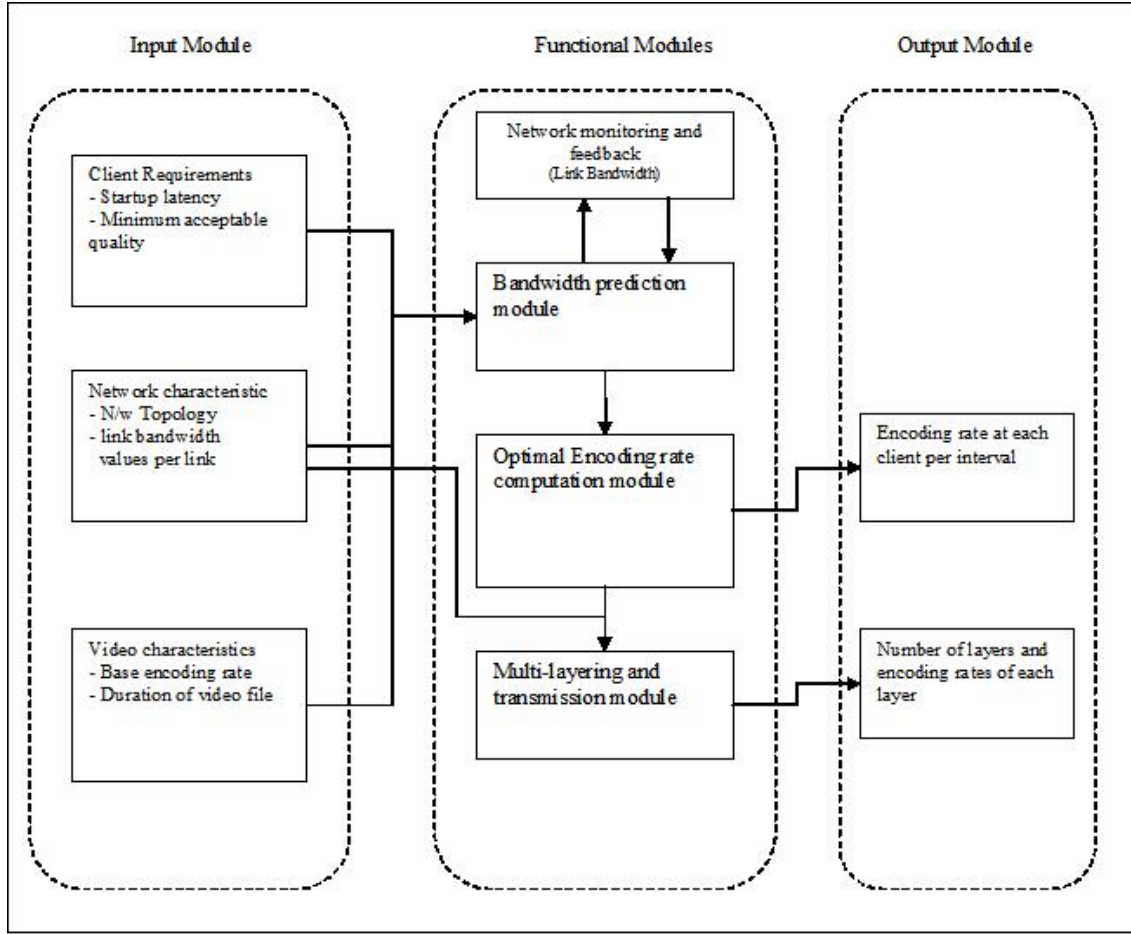 Input Module
Functional Modules
Output Module
Client Requirements
- Startup latency
- Minimum acceptable
quality
Network characteristic
- N/w Topology
- link bandwidth
values per link
Video characteristics
- Base encoding rate
- Duration of video file
Network monitoring and
feedback
(Link Bandwidth)
Bandwidth prediction
module
Optimal Encoding rate
computation module
Multi-layering and
transmission module
Encoding rate at each
client per interval
Number of layers and
encoding rates of each
layer